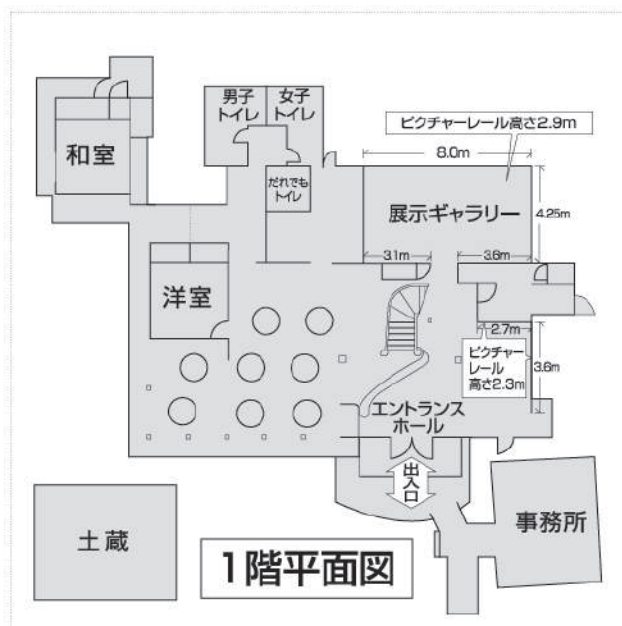 男子
トイレ
女子
トイレ
ピクチャーレール高さ2.9m
和室
8.0m
だれでも
トイレ
展示ギャラリー
4.25m
3.1m
3.6m
洋室
2.7m
ピクチャー
レール
高さ2.3m
3.6m
エントランス
ホール
出入口
土蔵
1階平面図
事務所